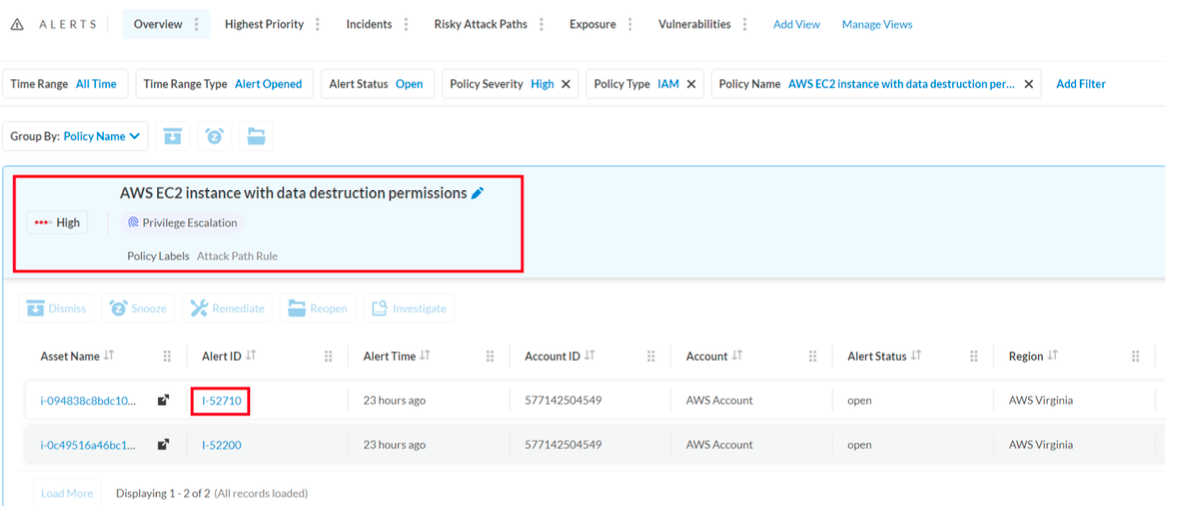 ALERTS Overview Highest Priority Incidents Risky Attack Paths Exposure Vulnerabilities Add View Manage Views
Time Range All Time Time Range Type Alert Opened Alert Status Open Policy Severity High Policy Type IAM Policy Name AWS EC2 instance with data destruction per... Add Filter
Group By: Policy Name
AWS EC2 instance with data destruction permissions
High Privilege Escalation
Policy Labels Attack Path Rule
Dismiss Snooze Remediate Reopen Investigate
Asset Name Alert ID Alert Time Account ID Account Alert Status Region
i-094838c8bdc10... I-52710 23 hours ago 577142504549 AWS Account open AWS Virginia
i-0c49516a46bc1... I-52200 23 hours ago 577142504549 AWS Account open AWS Virginia
Load More Displaying 1 - 2 of 2 (All records loaded)